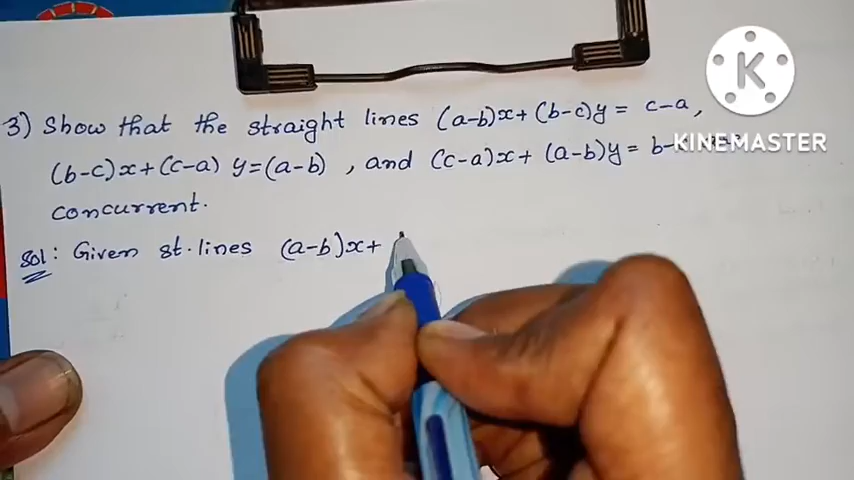 3) Show that the straight lines (a-b)x+(b-c)y = c-a,
(b-c)x+(c-a) y=(a-b) , and (c-a)x+ (a-b)y= b-
concurrent.
Sol: Given st.lines (a-b)x+
K
KINEMASTER